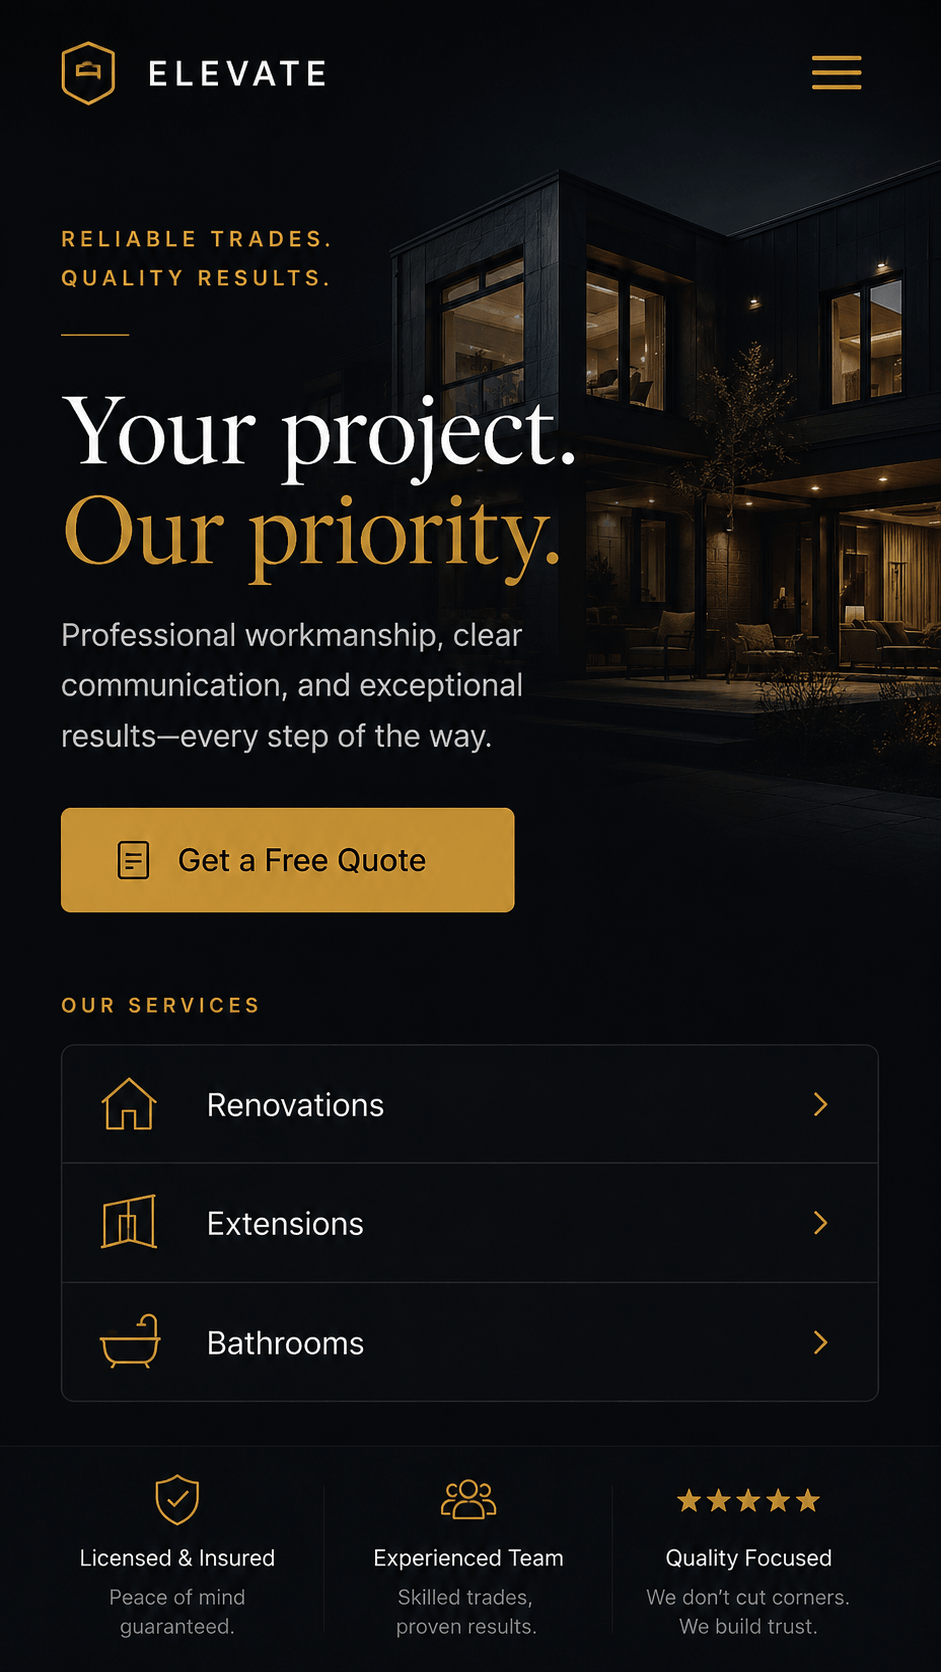 ELEVATE
RELIABLE TRADES.
QUALITY RESULTS.
Your project.
Our priority.
Professional workmanship, clear
communication, and exceptional
results—every step of the way.
Get a Free Quote
OUR SERVICES
Renovations
Extensions
Bathrooms
Licensed & Insured
Peace of mind
guaranteed.
Experienced Team
Skilled trades,
proven results.
Quality Focused
We don’t cut corners.
We build trust.